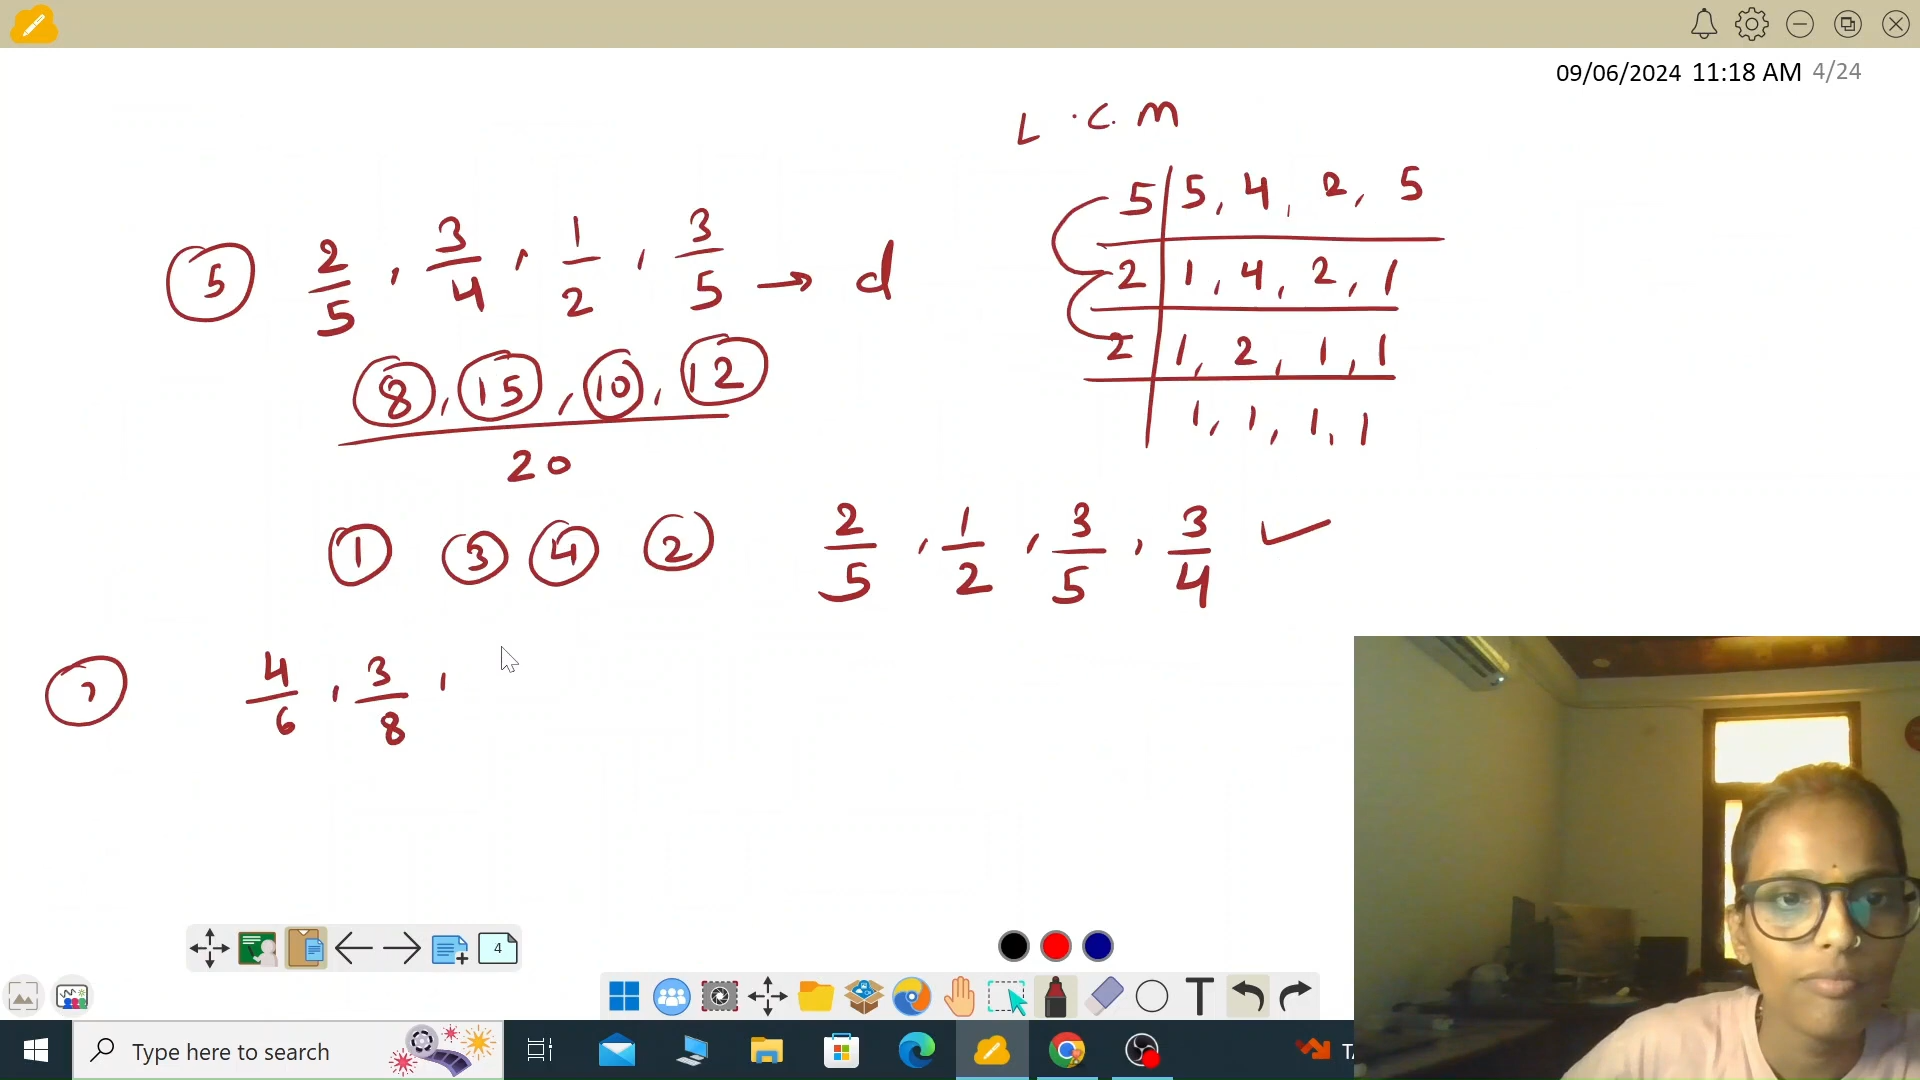 09/06/2024 11:18 AM 4/24
L.C.M
5 | 5, 4, 2, 5
2 | 1, 4, 2, 1
2 | 1, 2, 1, 1
1, 1, 1, 1
5 2/5, 3/4, 1/2, 3/5 → d
8, 15, 10, 12
20
1 3 4 2
2/5, 1/2, 3/5, 3/4 ✓
4/6, 3/8,
4
T
Type here to search